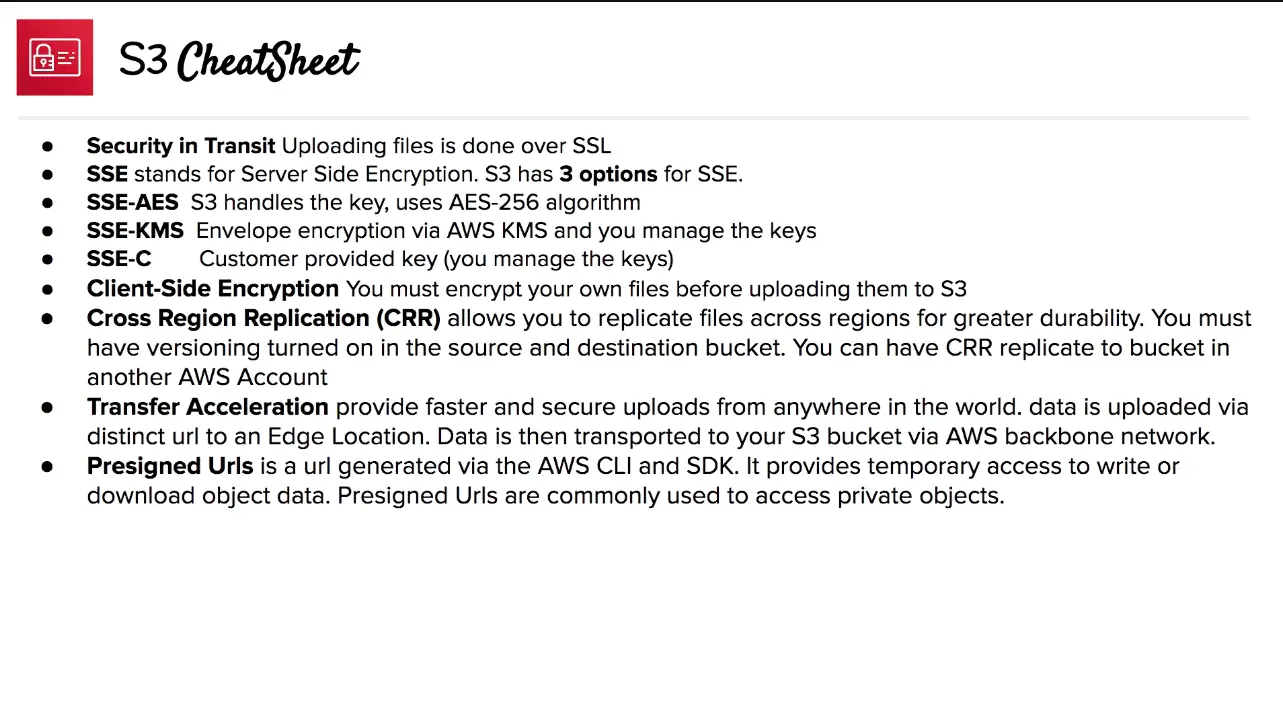 S3 CheatSheet
● Security in Transit Uploading files is done over SSL
● SSE stands for Server Side Encryption. S3 has 3 options for SSE.
● SSE-AES S3 handles the key, uses AES-256 algorithm
● SSE-KMS Envelope encryption via AWS KMS and you manage the keys
● SSE-C Customer provided key (you manage the keys)
● Client-Side Encryption You must encrypt your own files before uploading them to S3
● Cross Region Replication (CRR) allows you to replicate files across regions for greater durability. You must
have versioning turned on in the source and destination bucket. You can have CRR replicate to bucket in
another AWS Account
● Transfer Acceleration provide faster and secure uploads from anywhere in the world. data is uploaded via
distinct url to an Edge Location. Data is then transported to your S3 bucket via AWS backbone network.
● Presigned Urls is a url generated via the AWS CLI and SDK. It provides temporary access to write or
download object data. Presigned Urls are commonly used to access private objects.